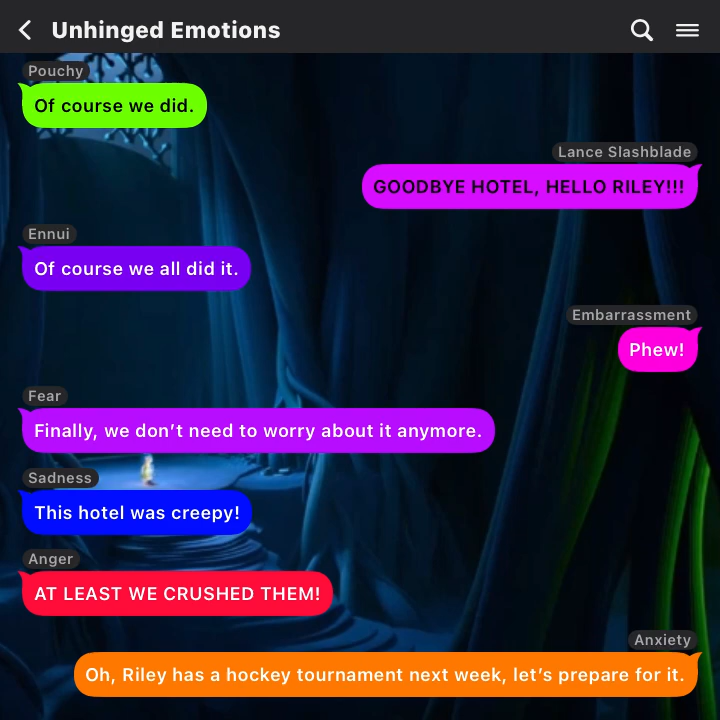 Unhinged Emotions
Pouchy
Of course we did.
Lance Slashblade
GOODBYE HOTEL, HELLO RILEY!!!
Ennui
Of course we all did it.
Embarrassment
Phew!
Fear
Finally, we don’t need to worry about it anymore.
Sadness
This hotel was creepy!
Anger
AT LEAST WE CRUSHED THEM!
Anxiety
Oh, Riley has a hockey tournament next week, let’s prepare for it.